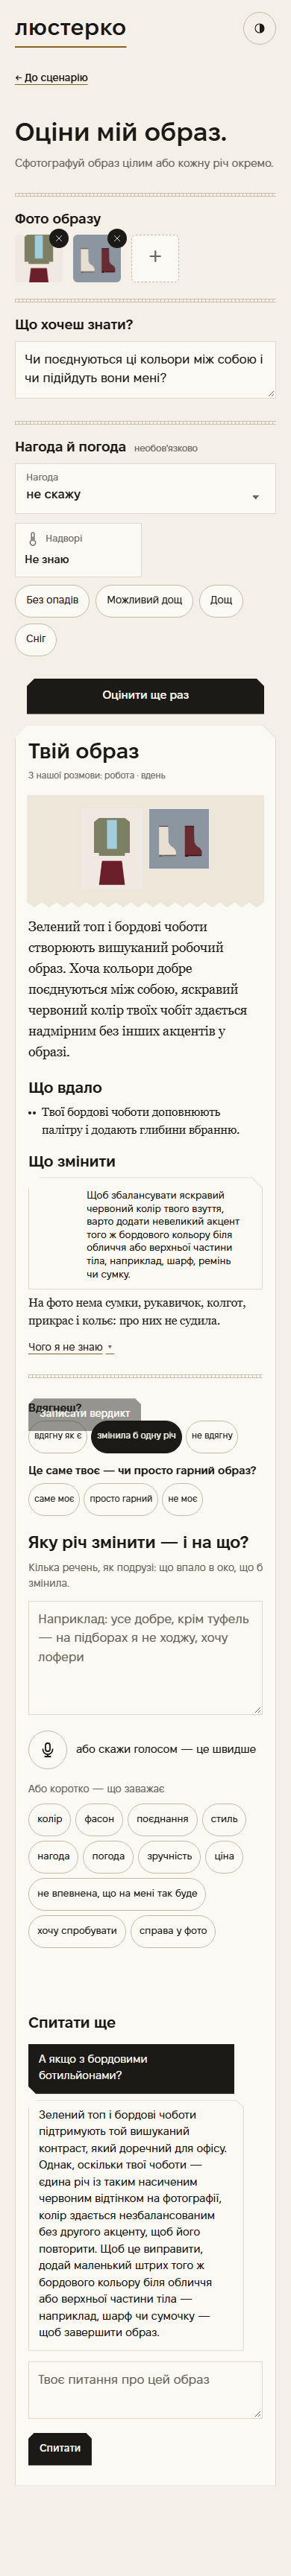 люстерко
← До сценарію
Оціни мій образ.
Сфотографуй образ цілим або кожну річ окремо.
Фото образу
Що хочеш знати?
Чи поєднуються ці кольори між собою і
чи підійдуть вони мені?
Нагода й погода необов'язково
Нагода
не скажу
Надворі
Не знаю
Без опадів
Можливий дощ
Дощ
Сніг
Оцінити ще раз
Твій образ
З нашої розмови: робота · вдень
Зелений топ і бордові чоботи
створюють вишуканий робочий
образ. Хоча кольори добре
поєднуються між собою, яскравий
червоний колір твоїх чобіт здається
надмірним без інших акцентів у
образі.
Що вдало
Твої бордові чоботи доповнюють
палітру і додають глибини вбранню.
Що змінити
Щоб збалансувати яскравий
червоний колір твого взуття,
варто додати невеликий акцент
того ж бордового кольору біля
обличчя або верхньої частини
тіла, наприклад, шарф, ремінь
чи сумку.
На фото нема сумки, рукавичок, колгот,
прикрас і кольє: про них не судила.
Чого я не знаю
Вдягнеш?
Записати вердикт
вдягну як є
змінила б одну річ
не вдягну
Це саме твоє — чи просто гарний образ?
саме моє
просто гарний
не моє
Яку річ змінити — і на що?
Кілька речень, як подрузі: що впало в око, що б
змінила.
Наприклад: усе добре, крім туфель
— на підборах я не ходжу, хочу
лофери
або скажи голосом — це швидше
Або коротко — що заважає
колір
фасон
поєднання
стиль
нагода
погода
зручність
ціна
не впевнена, що на мені так буде
хочу спробувати
справа у фото
Спитати ще
А якщо з бордовими
ботильйонами?
Зелений топ і бордові чоботи
підтримують той вишуканий
контраст, який доречний для офісу.
Однак, оскільки твої чоботи —
єдина річ із таким насиченим
червоним відтінком на фотографії,
колір здається незбалансованим
без другого акценту, щоб його
повторити. Щоб це виправити,
додай маленький штрих того ж
бордового кольору біля обличчя
або верхньої частини тіла —
наприклад, шарф чи сумочку —
щоб завершити образ.
Твоє питання про цей образ
Спитати